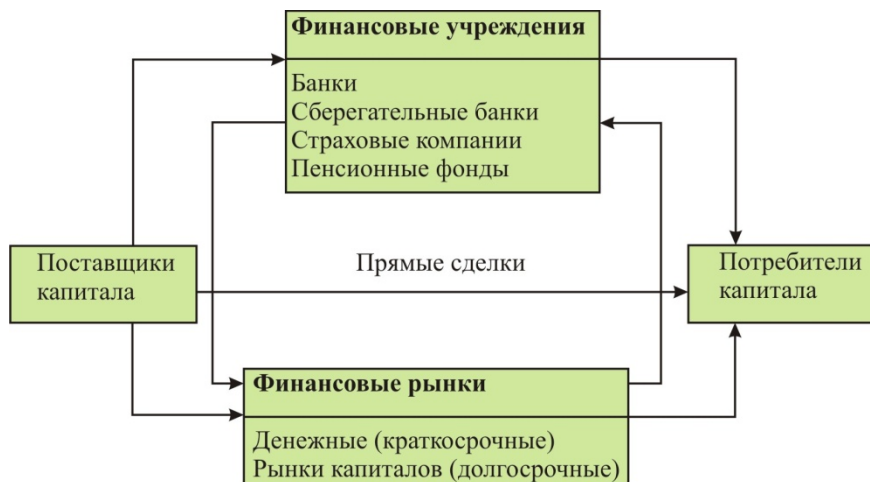 Финансовые учреждения
Банки
Сберегательные банки
Страховые компании
Пенсионные фонды
Поставщики
капитала
Прямые сделки
Потребители
капитала
Финансовые рынки
Денежные (краткосрочные)
Рынки капиталов (долгосрочные)